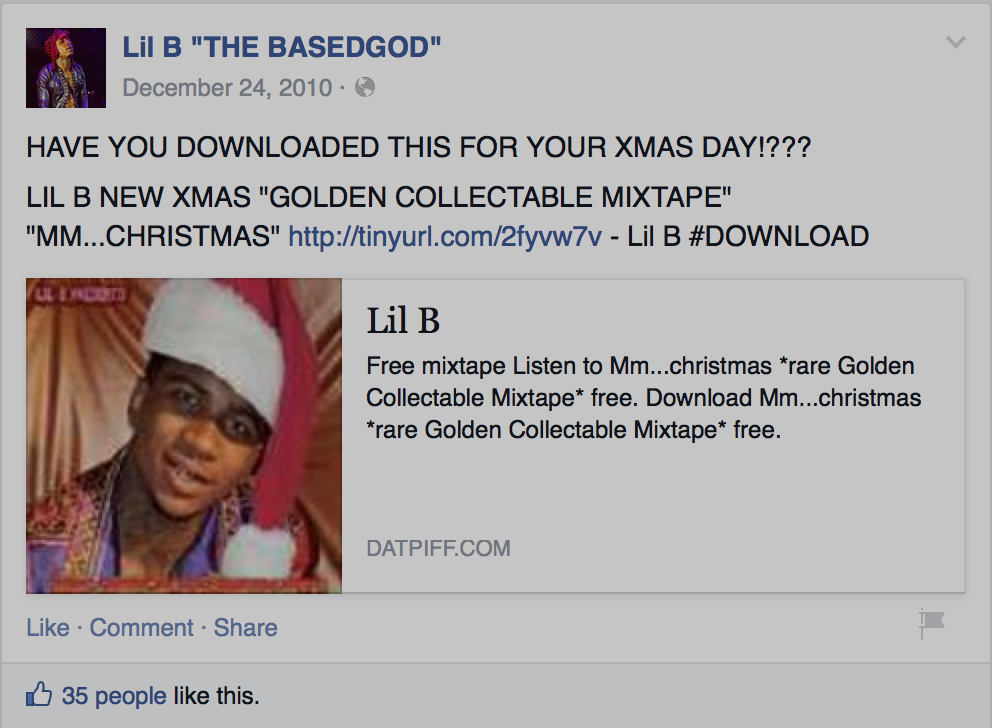 Lil B "THE BASEDGOD"
December 24, 2010 ·
HAVE YOU DOWNLOADED THIS FOR YOUR XMAS DAY!???
LIL B NEW XMAS "GOLDEN COLLECTABLE MIXTAPE"
"MM...CHRISTMAS" http://tinyurl.com/2fyvw7v - Lil B #DOWNLOAD
LIL B PRESENTS
Lil B
Free mixtape Listen to Mm...christmas *rare Golden
Collectable Mixtape* free. Download Mm...christmas
*rare Golden Collectable Mixtape* free.
DATPIFF.COM
Like · Comment · Share
35 people like this.